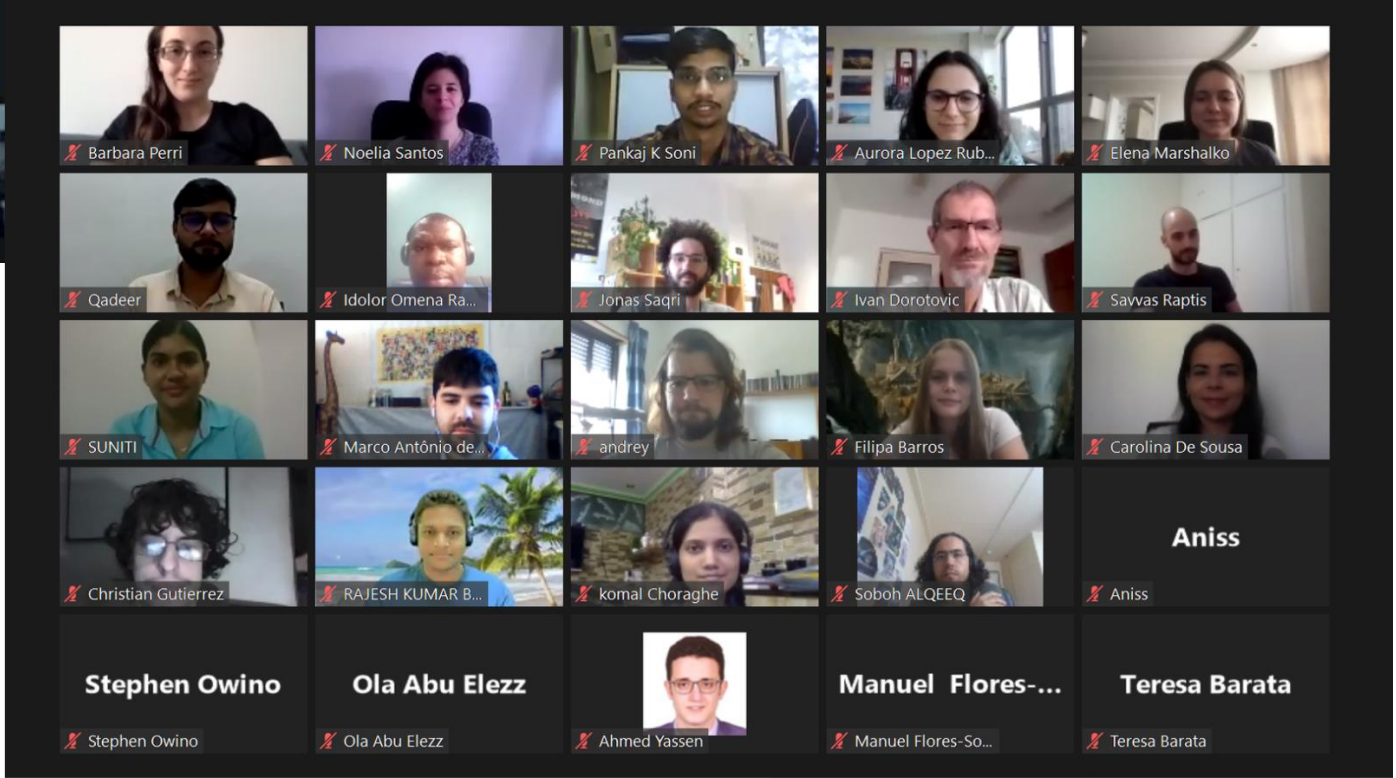 Barbara Perri
Noelia Santos
Pankaj K Soni
Aurora Lopez Rub...
Elena Marshalko
Qadeer
Idolor Omena Ra...
Jonas Saqri
Ivan Dorotovic
Savvas Raptis
SUNITI
Marco Antônio de...
andrey
Filipa Barros
Carolina De Sousa
Christian Gutierrez
RAJESH KUMAR B...
komal Choraghe
Soboh ALQEEQ
Aniss
Aniss
Stephen Owino
Stephen Owino
Ola Abu Elezz
Ola Abu Elezz
Ahmed Yassen
Manuel Flores-...
Manuel Flores-So...
Teresa Barata
Teresa Barata